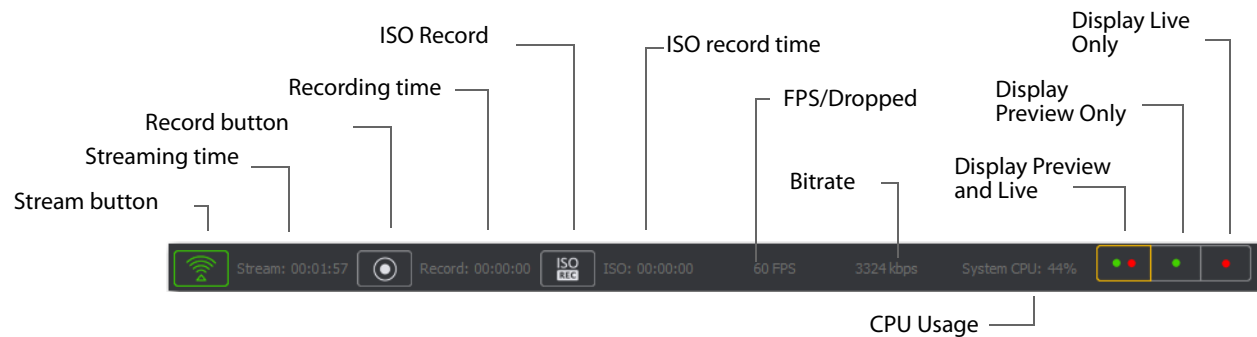 Display Live
Only
ISO Record
ISO record time
Recording time
FPS/Dropped
Display
Preview Only
Record button
Streaming time
Display Preview
and Live
Bitrate
Stream button
Stream: 00:01:57
Record: 00:00:00
ISO
REC
ISO: 00:00:00
60 FPS
3324 kbps
System CPU: 44%
CPU Usage